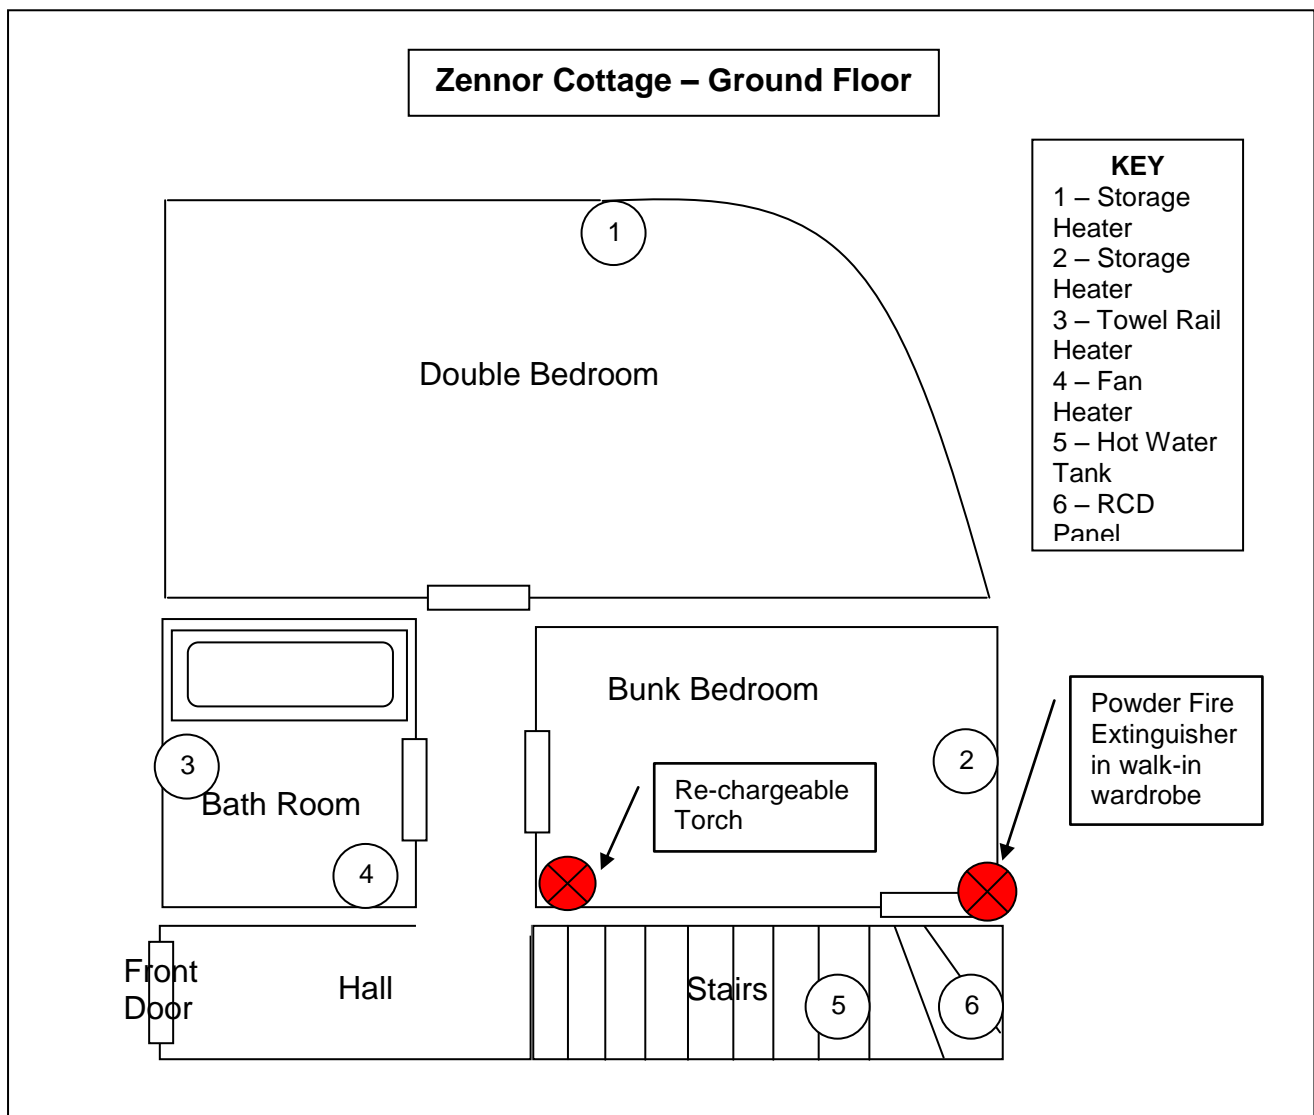 Zennor Cottage – Ground Floor
KEY
1 – Storage
Heater
2 – Storage
Heater
3 – Towel Rail
Heater
4 – Fan
Heater
5 – Hot Water
Tank
6 – RCD
Panel
1
Double Bedroom
Bunk Bedroom
Powder Fire
Extinguisher
in walk-in
wardrobe
3
2
Re-chargeable
Torch
Bath Room
4
Front
Door
Hall
Stairs
5
6